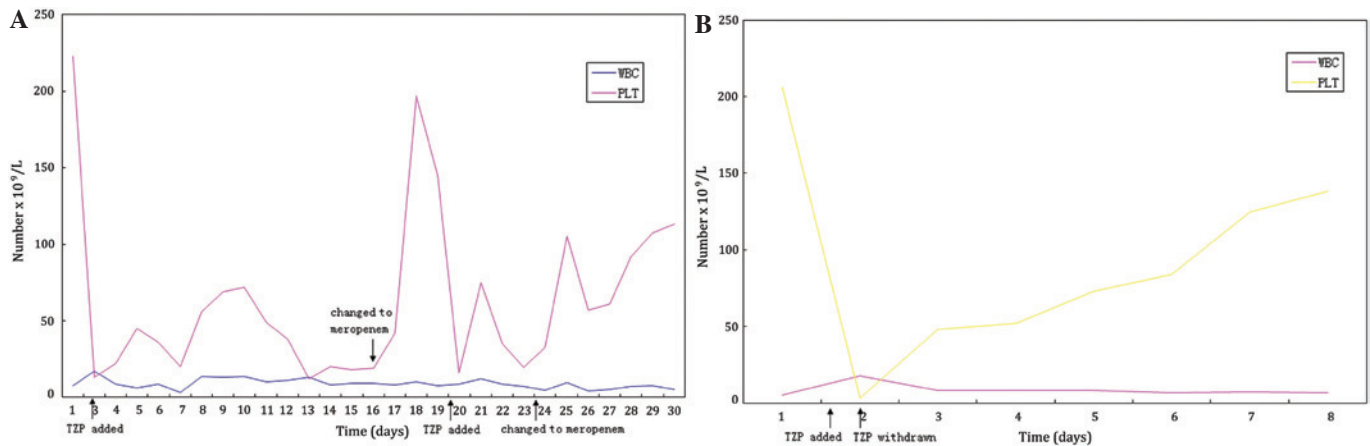 A
250
200
150
100
50
0
Number x 10⁹/L
WBC
PLT
changed to
meropenem
1 3 4 5 6 7 8 9 10 11 12 13 14 15 16 17 18 19 20 21 22 23 24 25 26 27 28 29 30
TZP added
Time (days)
TZP added
changed to meropenem
B
250
200
150
100
50
0
Number x 10⁹/L
WBC
PLT
1 2 3 4 5 6 7 8
TZP added
TZP withdrawn
Time (days)